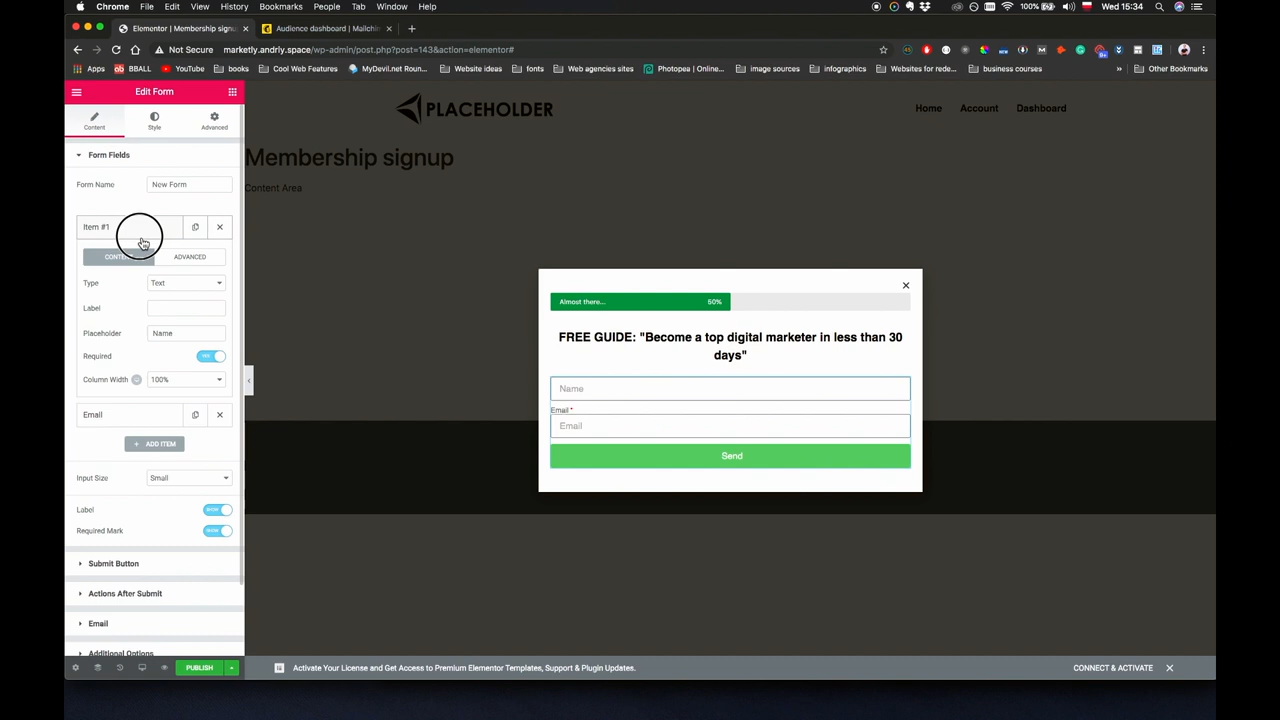 Chrome File Edit View History Bookmarks People Tab Mailchimp Window Help
100% Wed 15:34
Elementor | Membership signup
Audience dashboard | Mailchi
Not Secure marketly.andrly.space/wp-admin/post.php?post=143&action=elementor#
Apps BBALL YouTube books Cool Web Features MyDevil.net Roun... Website ideas fonts Web agencies sites Photopea | Online... image sources infographics Websites for rede... business courses » Other Bookmarks
Edit Form
PLACEHOLDER
Home Account Dashboard
Content Style Advanced
Form Fields
Membership signup
Form Name New Form
Content Area
Item #1
ADVANCED
Type Text
Label
Placeholder Name
Required YES
Column Width 100%
Email
+ ADD ITEM
Input Size Small
Label SHOW
Required Mark SHOW
Submit Button
Actions After Submit
Email
Additional Options
PUBLISH
Almost there... 50%
FREE GUIDE: "Become a top digital marketer in less than 30
days"
Name
Email *
Email
Send
Activate Your License and Get Access to Premium Elementor Templates, Support & Plugin Updates.
CONNECT & ACTIVATE